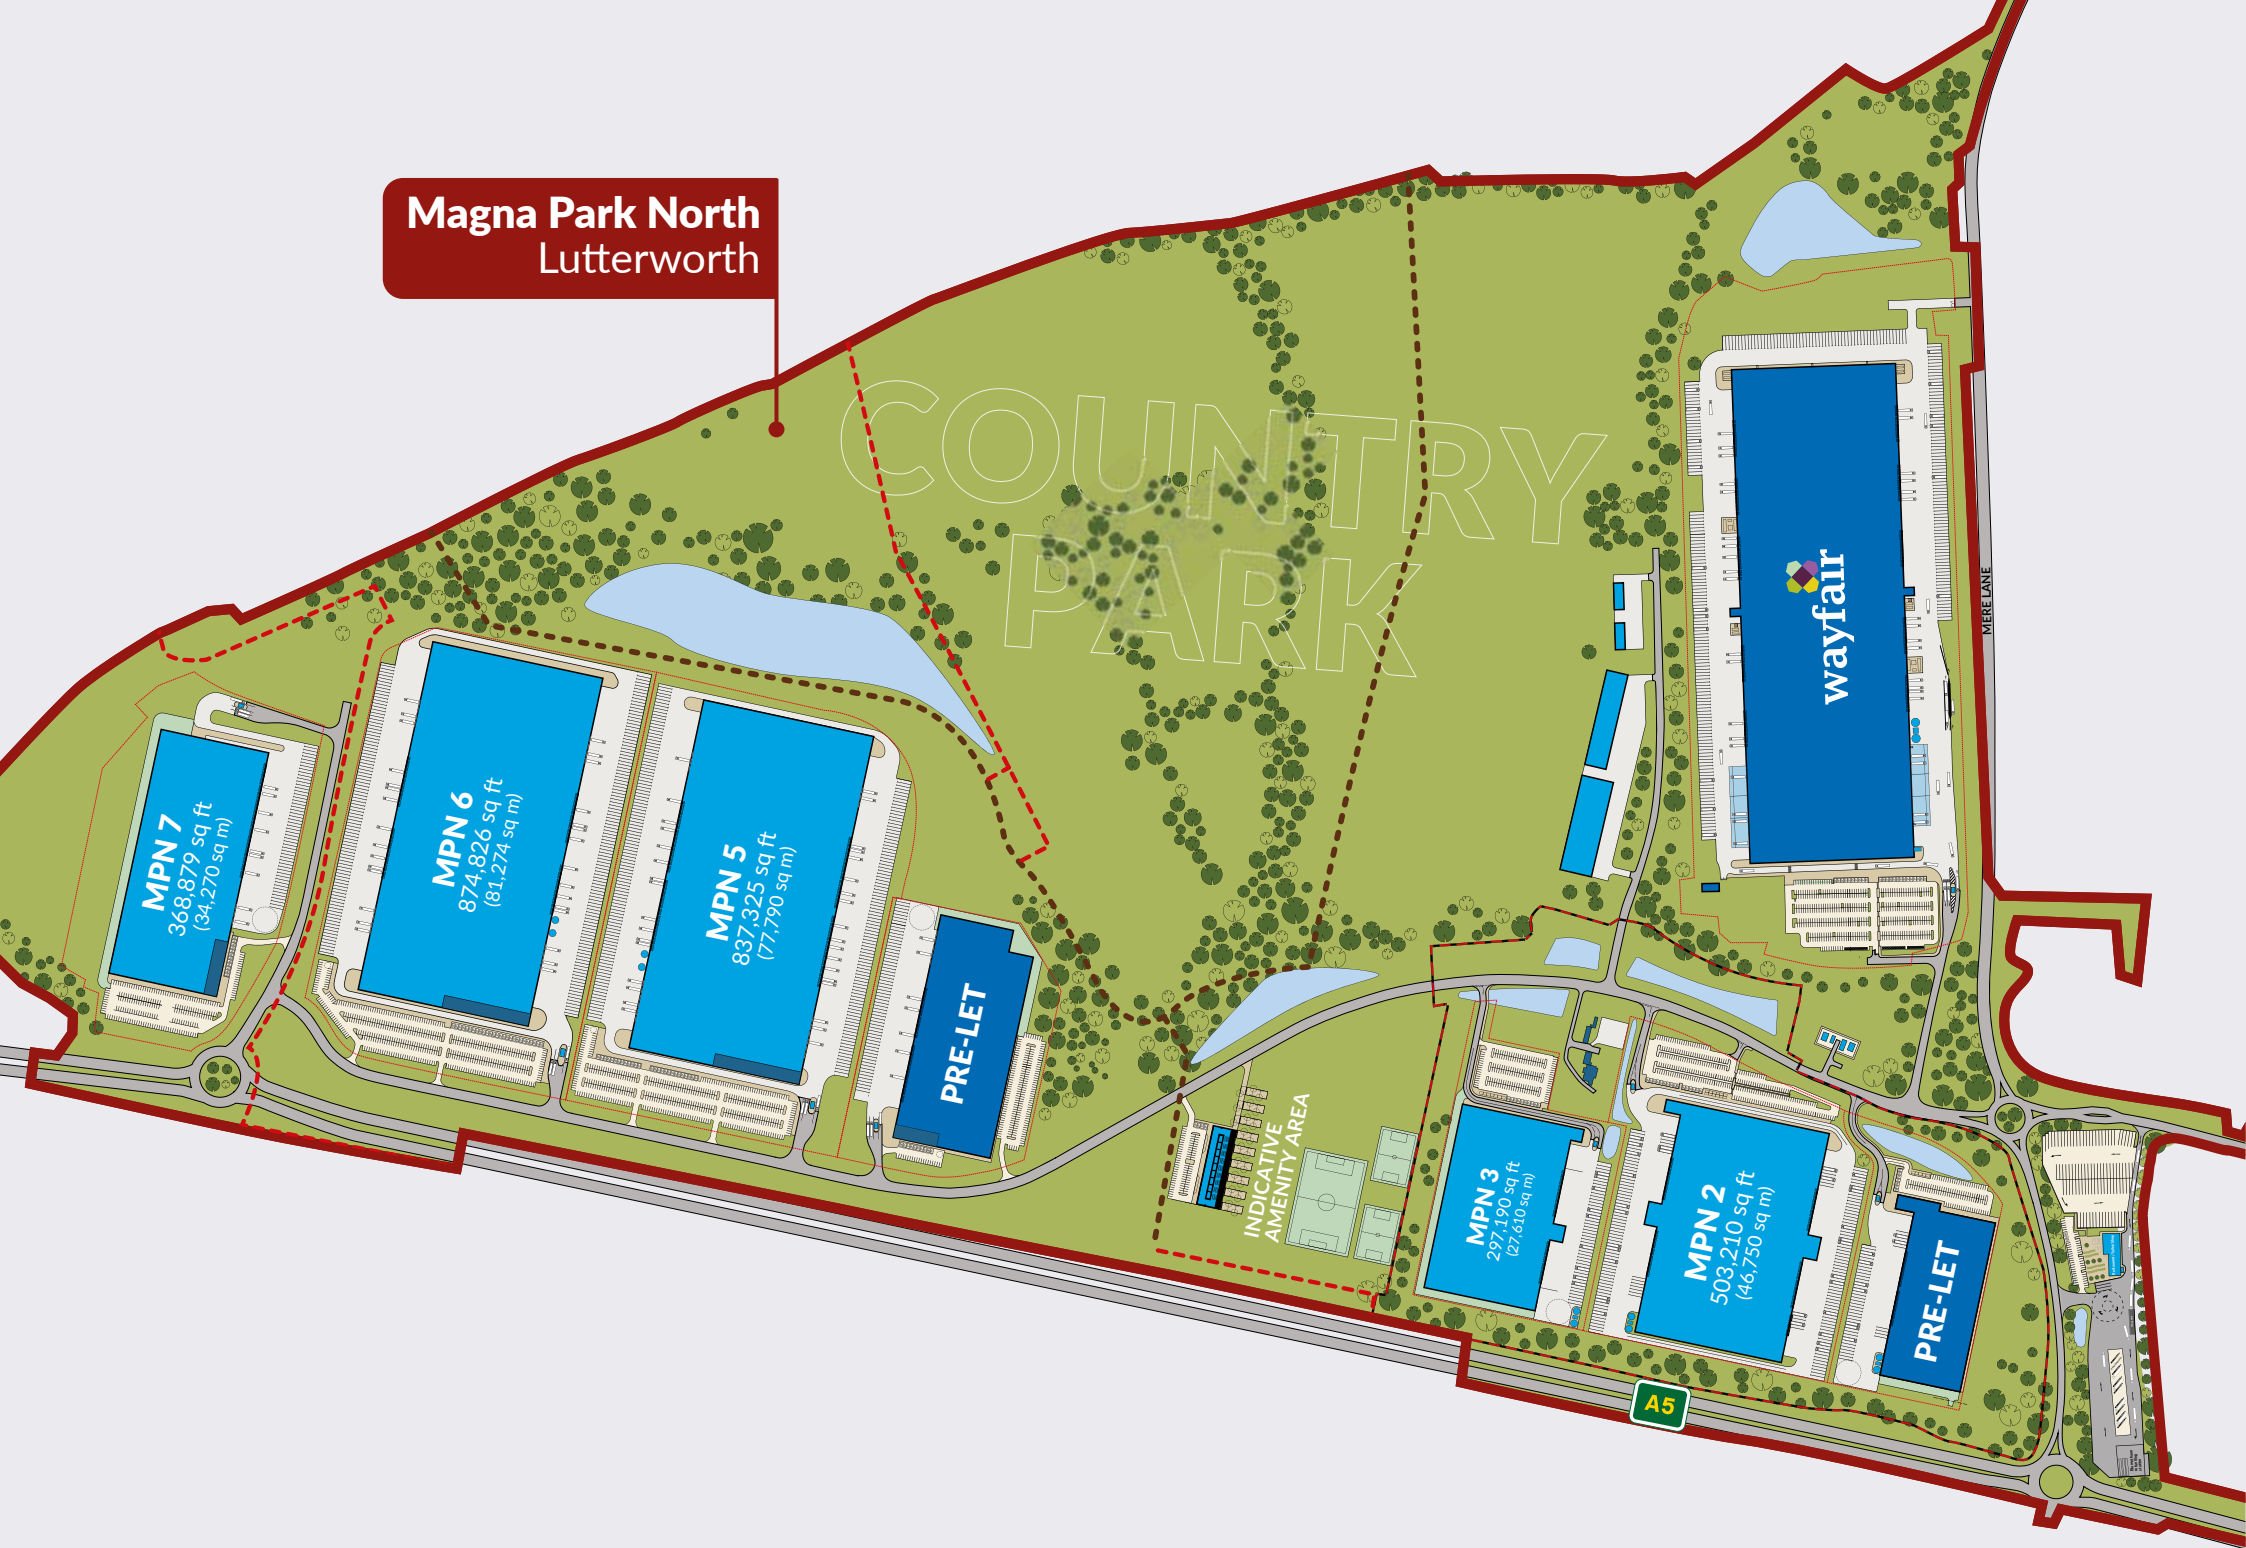 Magna Park North
Lutterworth
COUNTRY
PARK
wayfair
MERE LANE
MPN 7
368,879 sq ft
(34,270 sq m)
MPN 6
874,826 sq ft
(81,274 sq m)
MPN 5
837,325 sq ft
(77,790 sq m)
PRE-LET
INDICATIVE
AMENITY AREA
MPN 3
297,190 sq ft
(27,610 sq m)
MPN 2
503,210 sq ft
(46,750 sq m)
PRE-LET
A5